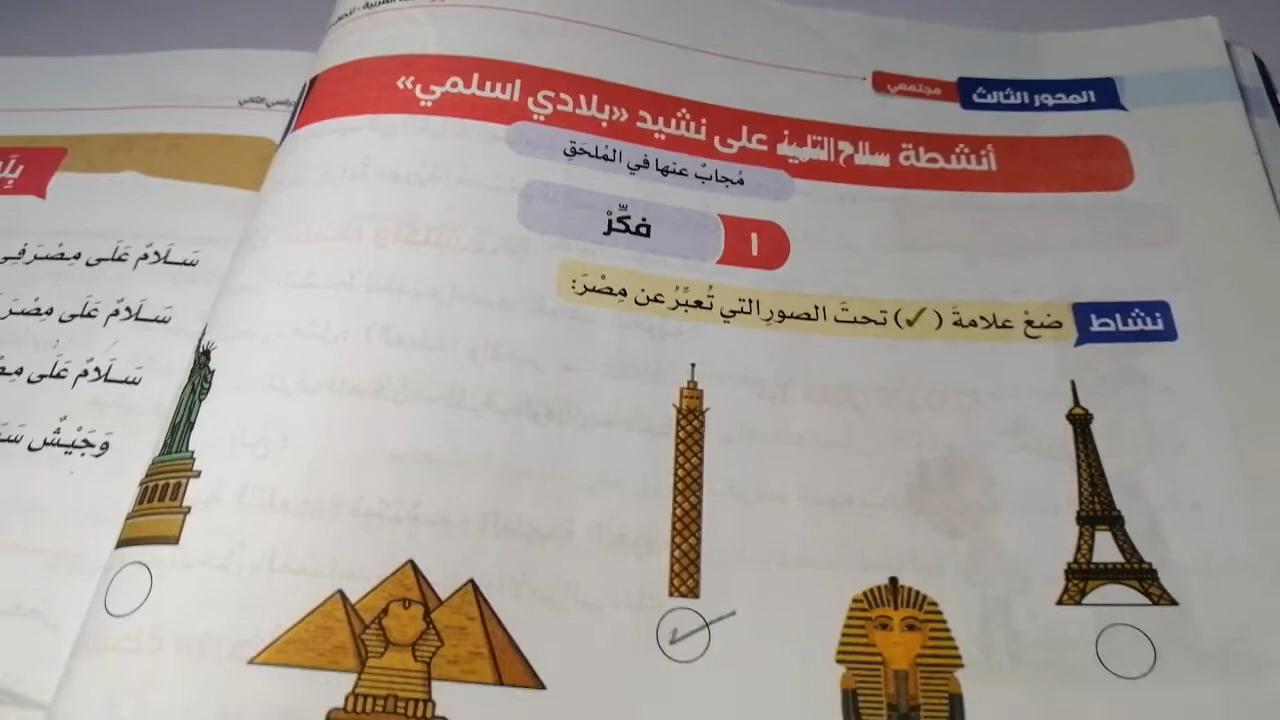 المحور الثالث
مجتمعي
أنشطة سلاح التلميذ على نشيد «بلادي اسلمي»
مُجابٌ عنها في المُلحَقِ
١ فكِّرْ
نشاط ضعْ علامةَ (✓) تحتَ الصورِ التي تُعبِّرُ عن مِصْرَ:
سَلَامٌ عَلَى مِصْرَ
سَلَامٌ عَلَى مِصْرَ
سَلَامٌ عَلَى
وَجَيْشٌ